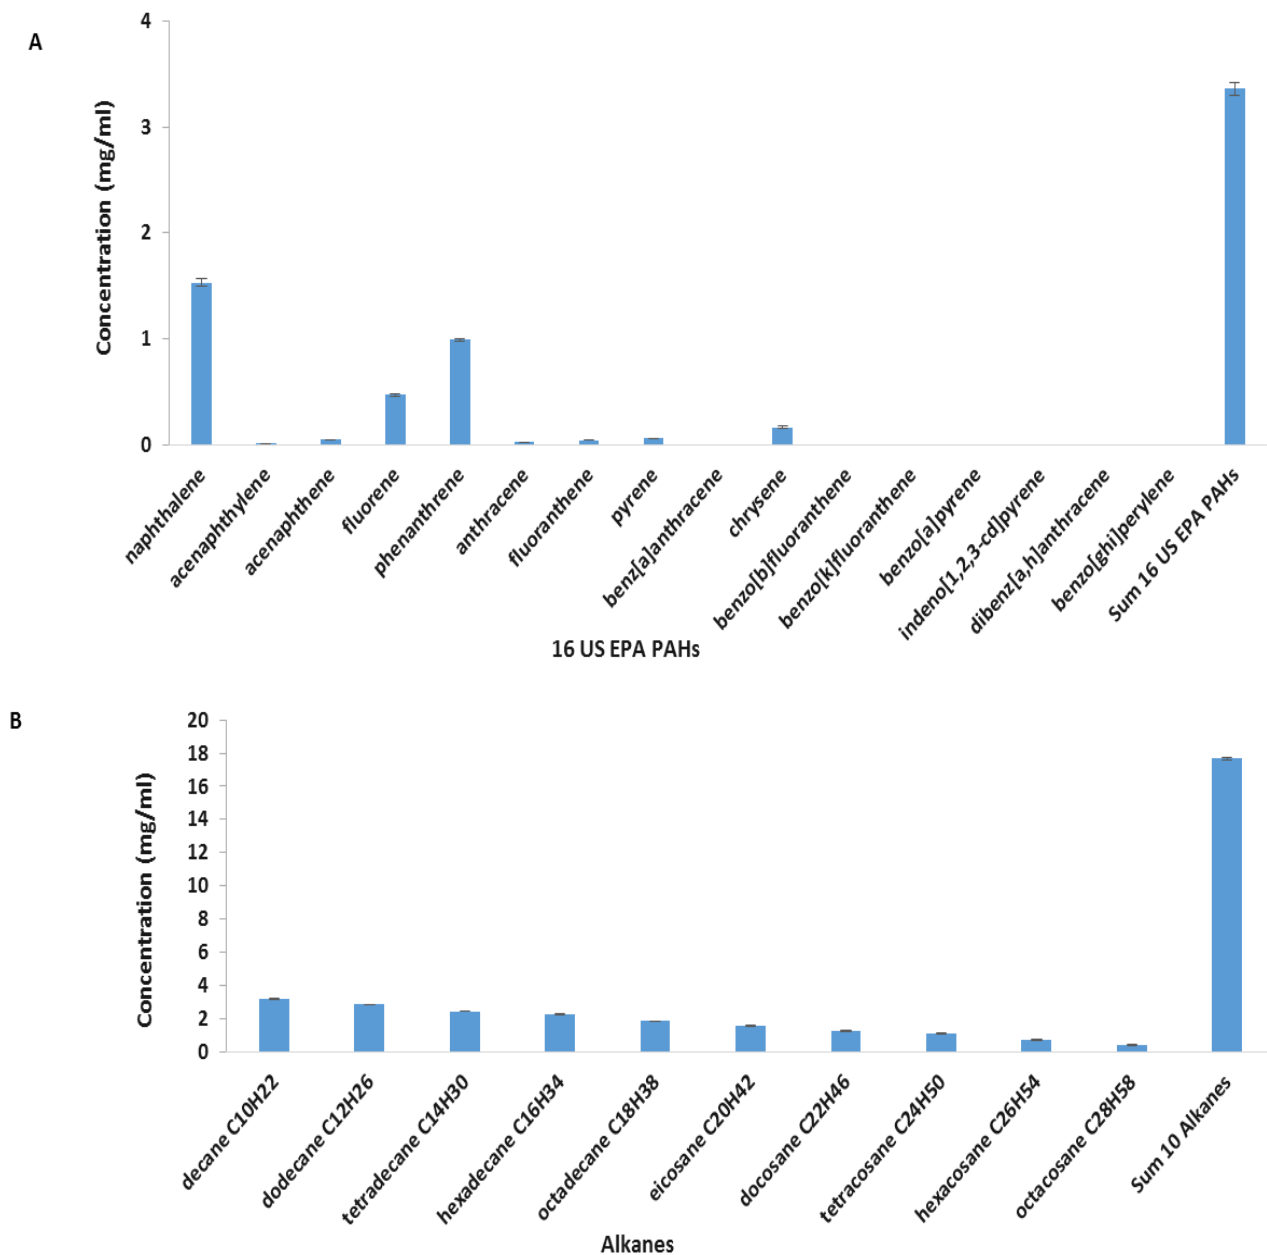 A
Concentration (mg/ml)
4
3
2
1
0
naphthalene
acenaphthylene
acenaphthene
fluorene
phenanthrene
anthracene
fluoranthene
pyrene
benz[a]anthracene
chrysene
benzo[b]fluoranthene
benzo[k]fluoranthene
benzo[a]pyrene
indeno[1,2,3-cd]pyrene
dibenz[a,h]anthracene
benzo[ghi]perylene
Sum 16 US EPA PAHs
16 US EPA PAHs
B
Concentration (mg/ml)
20
18
16
14
12
10
8
6
4
2
0
decane C10H22
dodecane C12H26
tetradecane C14H30
hexadecane C16H34
octadecane C18H38
eicosane C20H42
docosane C22H46
tetracosane C24H50
hexacosane C26H54
octacosane C28H58
Sum 10 Alkanes
Alkanes